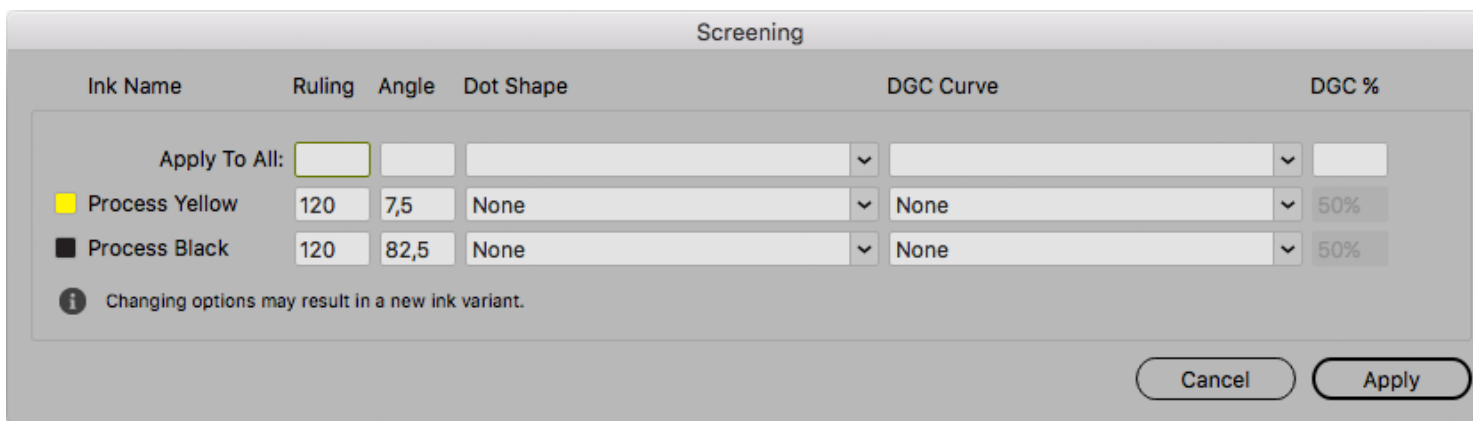 Screening
Ink Name Ruling Angle Dot Shape DGC Curve DGC %
Apply To All:
Process Yellow 120 7,5 None None 50%
Process Black 120 82,5 None None 50%
Changing options may result in a new ink variant.
Cancel Apply